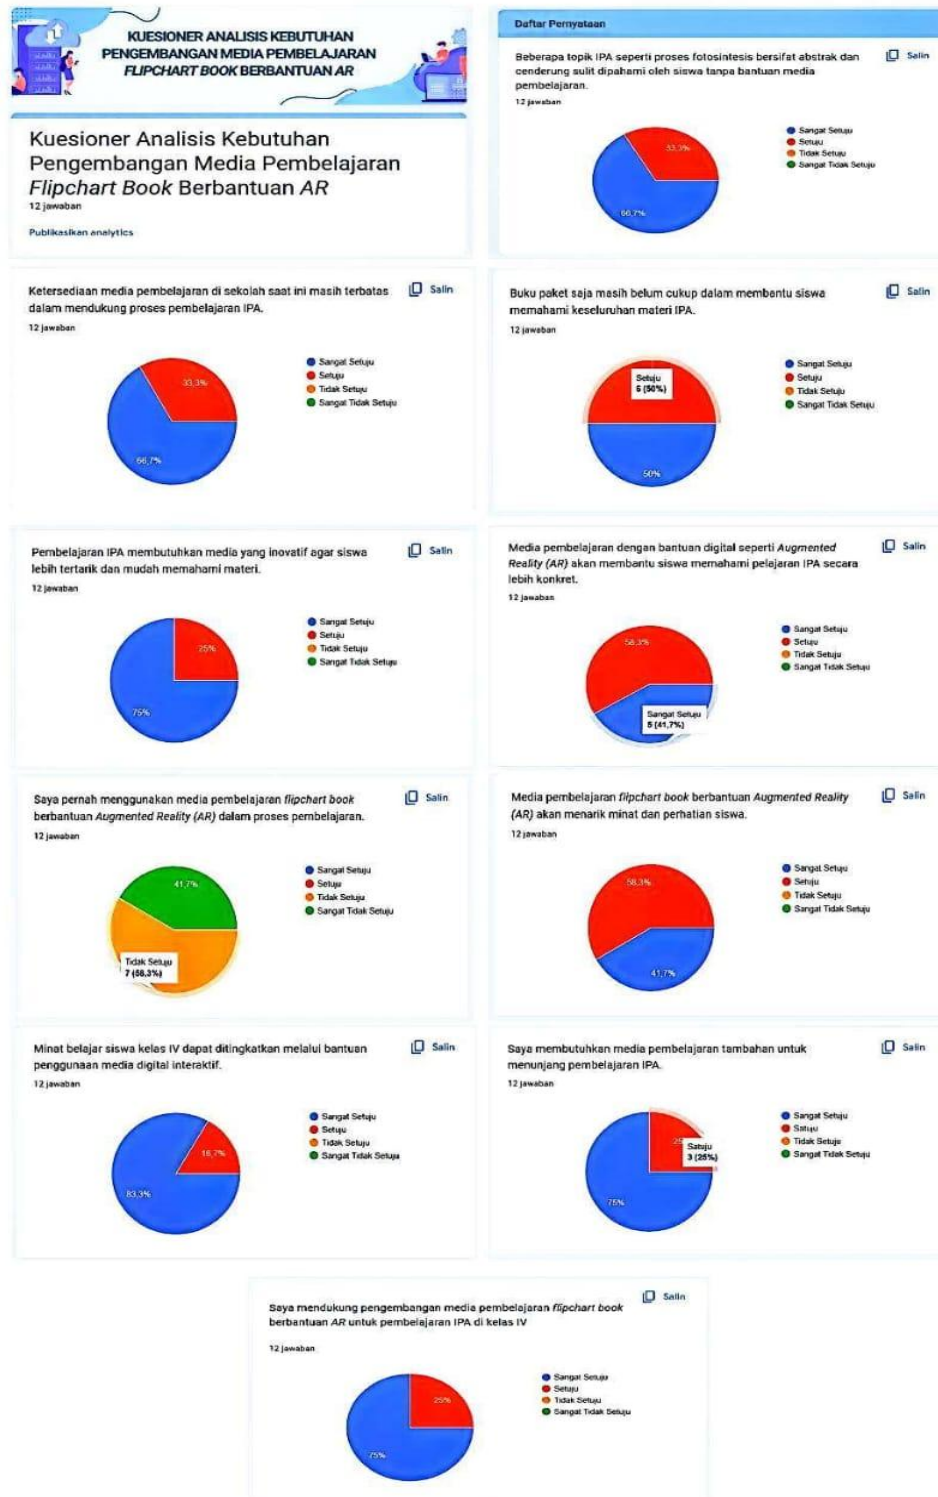 KUESIONER ANALISIS KEBUTUHAN
PENGEMBANGAN MEDIA PEMBELAJARAN
FLIPCHART BOOK BERBANTUAN AR
Kuesioner Analisis Kebutuhan
Pengembangan Media Pembelajaran
Flipchart Book Berbantuan AR
12 jawaban
Publikasikan analytics
Daftar Pernyataan
Beberapa topik IPA seperti proses fotosintesis bersifat abstrak dan
cenderung sulit dipahami oleh siswa tanpa bantuan media
pembelajaran.
Salin
12 jawaban
33,3%
66,7%
Sangat Setuju
Setuju
Tidak Setuju
Sangat Tidak Setuju
Ketersediaan media pembelajaran di sekolah saat ini masih terbatas
dalam mendukung proses pembelajaran IPA.
Salin
12 jawaban
33,3%
66,7%
Sangat Setuju
Setuju
Tidak Setuju
Sangat Tidak Setuju
Buku paket saja masih belum cukup dalam membantu siswa
memahami keseluruhan materi IPA.
Salin
12 jawaban
Setuju
6 (50%)
50%
Sangat Setuju
Setuju
Tidak Setuju
Sangat Tidak Setuju
Pembelajaran IPA membutuhkan media yang inovatif agar siswa
lebih tertarik dan mudah memahami materi.
Salin
12 jawaban
25%
75%
Sangat Setuju
Setuju
Tidak Setuju
Sangat Tidak Setuju
Media pembelajaran dengan bantuan digital seperti Augmented
Reality (AR) akan membantu siswa memahami pelajaran IPA secara
lebih konkret.
Salin
12 jawaban
58,3%
Sangat Setuju
5 (41,7%)
Sangat Setuju
Setuju
Tidak Setuju
Sangat Tidak Setuju
Saya pernah menggunakan media pembelajaran flipchart book
berbantuan Augmented Reality (AR) dalam proses pembelajaran.
Salin
12 jawaban
41,7%
Tidak Setuju
7 (58,3%)
Sangat Setuju
Setuju
Tidak Setuju
Sangat Tidak Setuju
Media pembelajaran flipchart book berbantuan Augmented Reality
(AR) akan menarik minat dan perhatian siswa.
Salin
12 jawaban
58,3%
41,7%
Sangat Setuju
Setuju
Tidak Setuju
Sangat Tidak Setuju
Minat belajar siswa kelas IV dapat ditingkatkan melalui bantuan
penggunaan media digital interaktif.
Salin
12 jawaban
16,7%
83,3%
Sangat Setuju
Setuju
Tidak Setuju
Sangat Tidak Setuju
Saya membutuhkan media pembelajaran tambahan untuk
menunjang pembelajaran IPA.
Salin
12 jawaban
Satuju
3 (25%)
75%
Sangat Setuju
Satuju
Tidak Setuju
Sangat Tidak Setuju
Saya mendukung pengembangan media pembelajaran flipchart book
berbantuan AR untuk pembelajaran IPA di kelas IV
Salin
12 jawaban
25%
75%
Sangat Setuju
Setuju
Tidak Setuju
Sangat Tidak Setuju